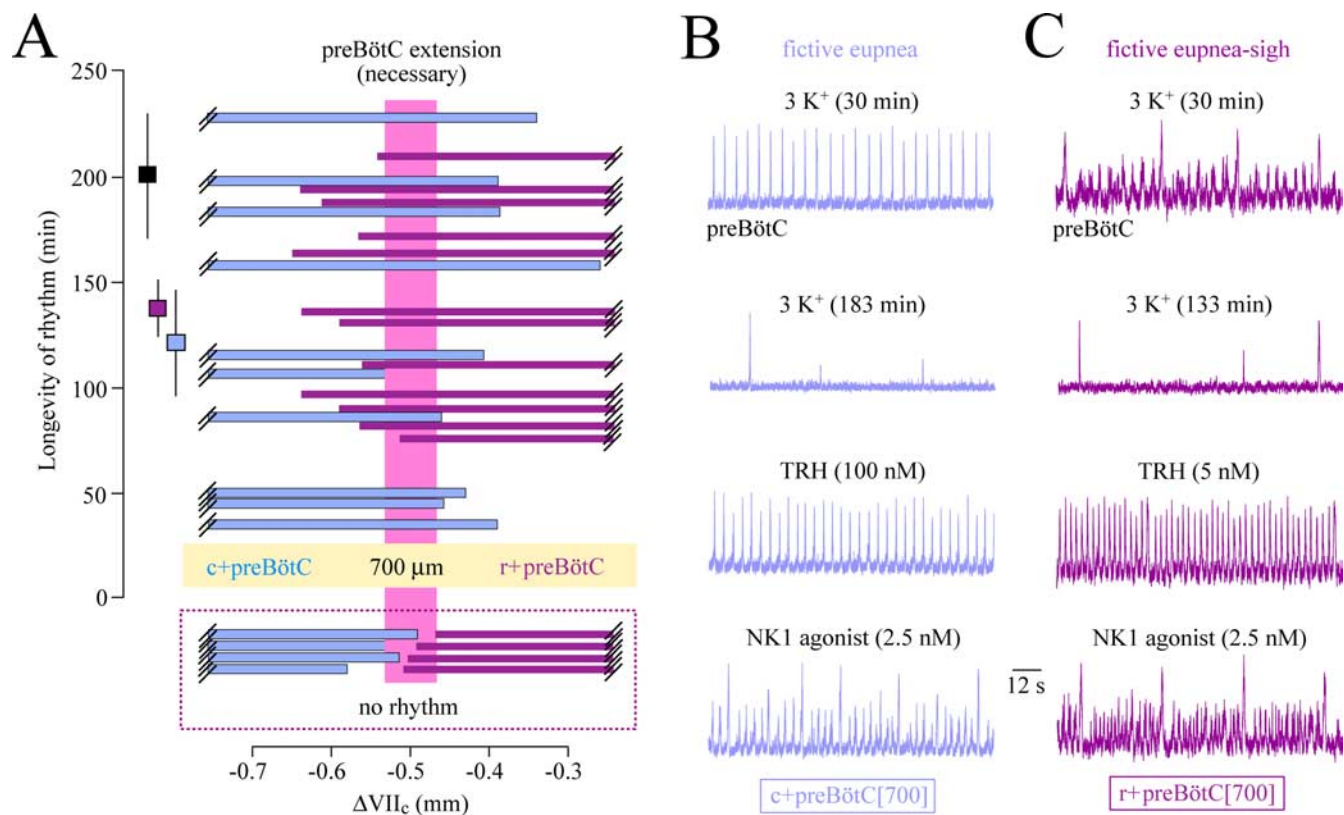 A
preBötC extension
(necessary)
250
200
150
100
50
0
Longevity of rhythm (min)
c+preBötC 700 μm r+preBötC
no rhythm
-0.7 -0.6 -0.5 -0.4 -0.3
ΔVIIc (mm)
B
fictive eupnea
3 K⁺ (30 min)
preBötC
3 K⁺ (183 min)
TRH (100 nM)
NK1 agonist (2.5 nM)
12 s
c+preBötC[700]
C
fictive eupnea-sigh
3 K⁺ (30 min)
preBötC
3 K⁺ (133 min)
TRH (5 nM)
NK1 agonist (2.5 nM)
r+preBötC[700]